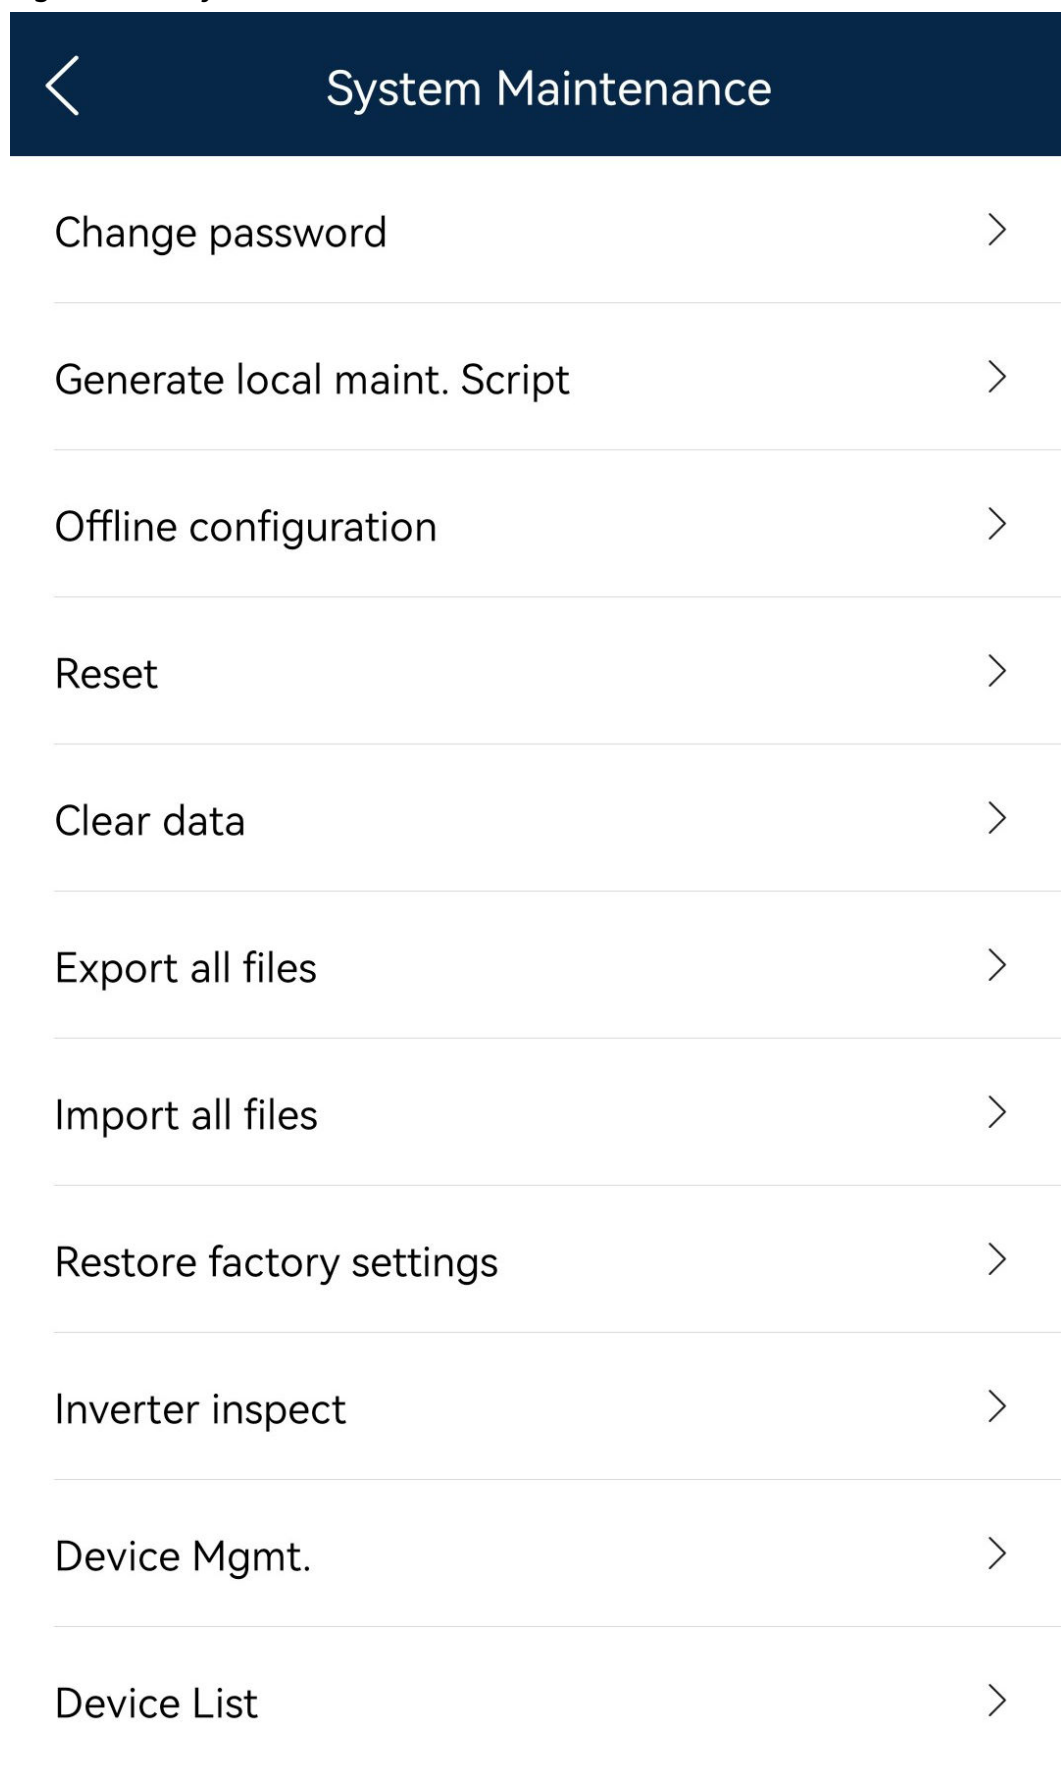 System Maintenance
Change password
Generate local maint. Script
Offline configuration
Reset
Clear data
Export all files
Import all files
Restore factory settings
Inverter inspect
Device Mgmt.
Device List